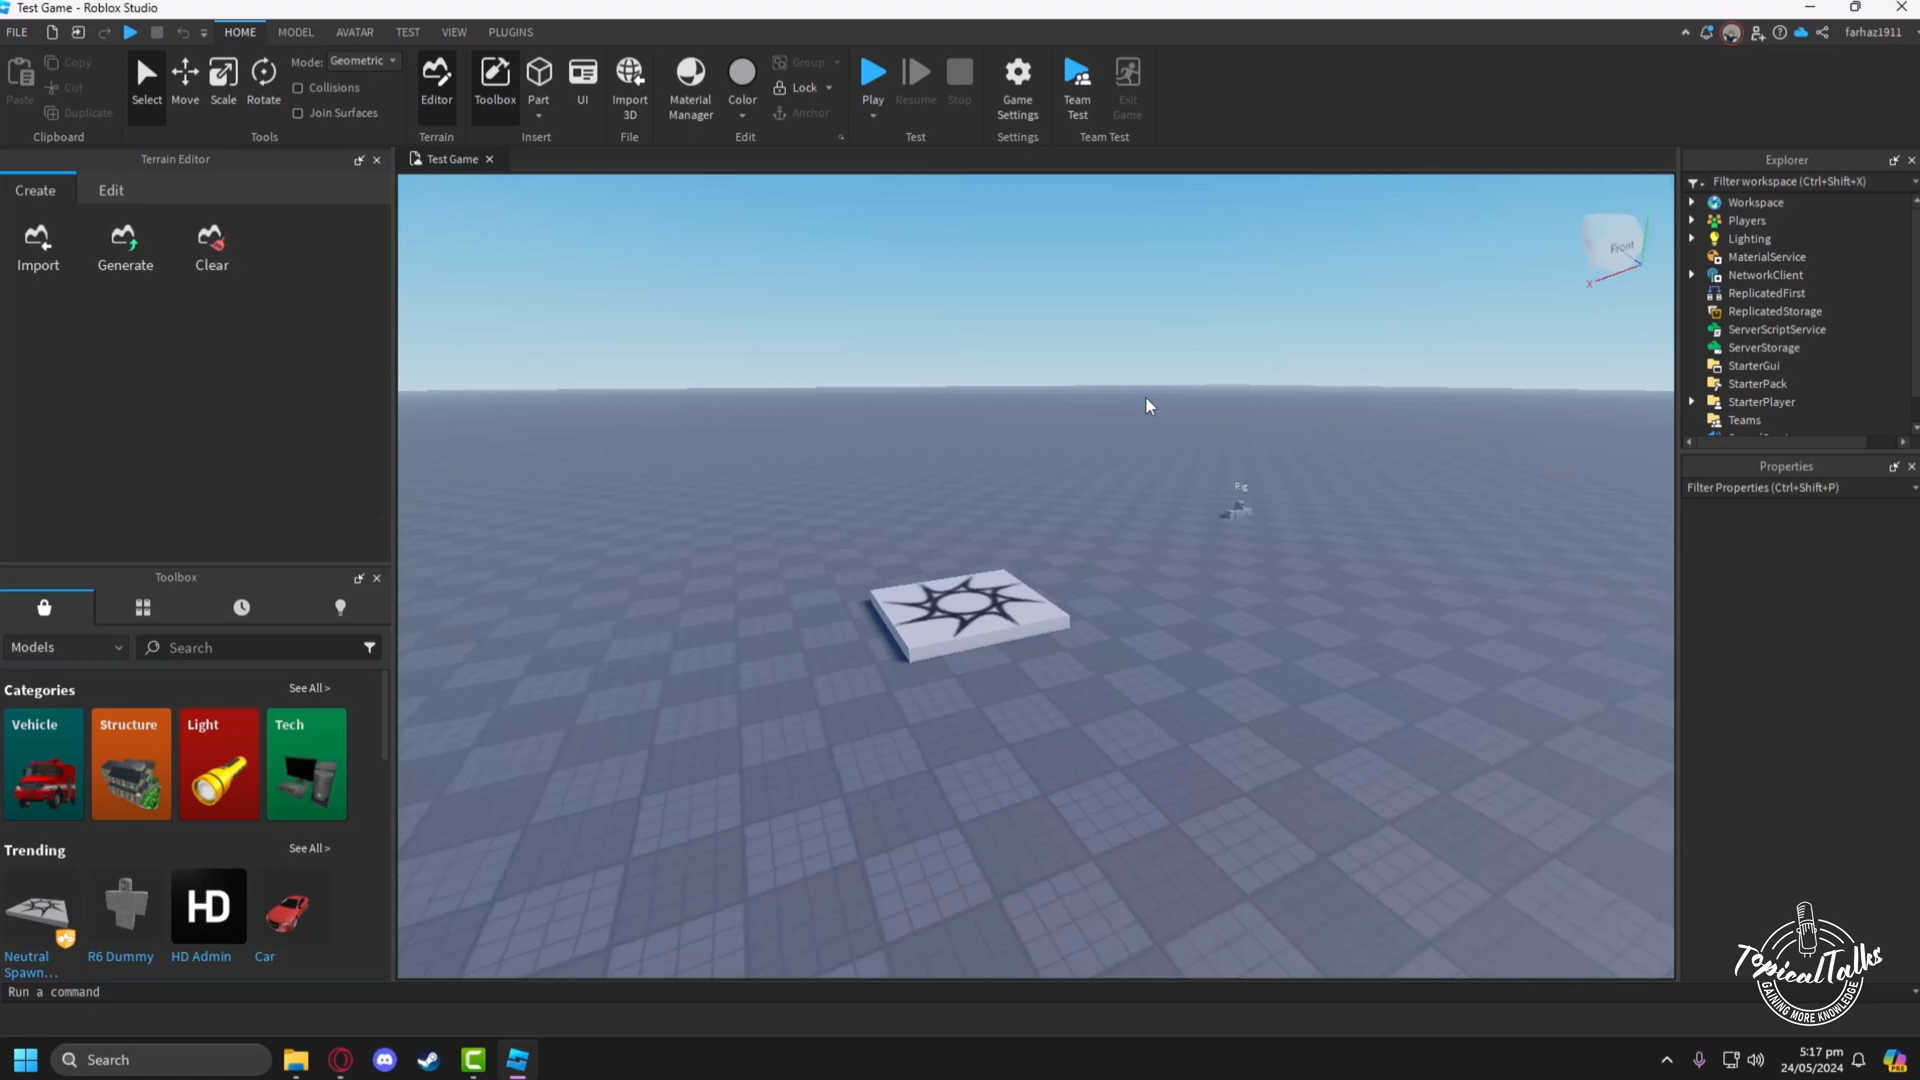 Test Game - Roblox Studio
FILE HOME MODEL AVATAR TEST VIEW PLUGINS farhaz1911
Paste Copy Cut Duplicate
Clipboard
Select Move Scale Rotate
Mode: Geometric
Collisions
Join Surfaces
Tools
Editor
Terrain
Toolbox Part UI
Insert
Import 3D
File
Material Manager Color Group Lock Anchor
Edit
Play Resume Stop
Test
Game Settings
Settings
Team Test Exit Game
Team Test
Terrain Editor
Create Edit
Import Generate Clear
Toolbox
Models Search
Categories See All >
Vehicle Structure Light Tech
Trending See All >
HD
Neutral Spawn... R6 Dummy HD Admin Car
Run a command
Test Game
Front
X
Rig
Explorer
Filter workspace (Ctrl+Shift+X)
Workspace
Players
Lighting
MaterialService
NetworkClient
ReplicatedFirst
ReplicatedStorage
ServerScriptService
ServerStorage
StarterGui
StarterPack
StarterPlayer
Teams
Properties
Filter Properties (Ctrl+Shift+P)
TopicalTalks
GAINING MORE KNOWLEDGE
Search
5:17 pm
24/05/2024
PRE